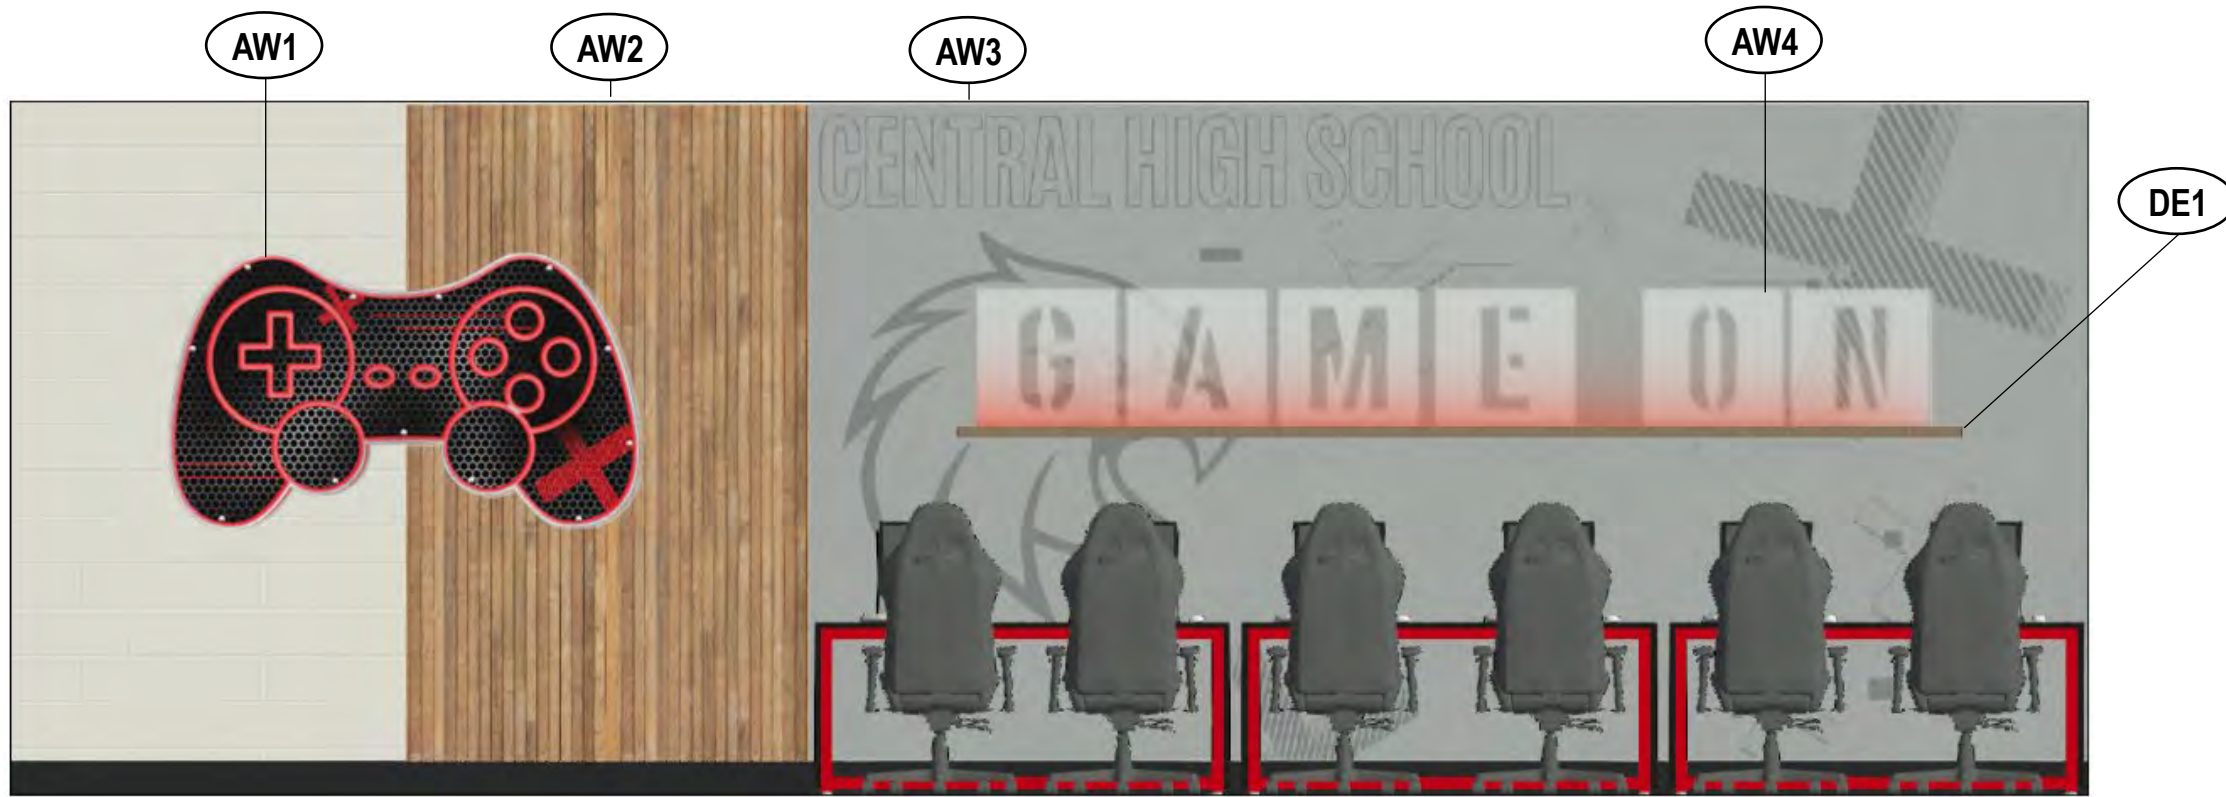 AW1
AW2
AW3
AW4
DE1
CENTRAL HIGH SCHOOL
GAME ON